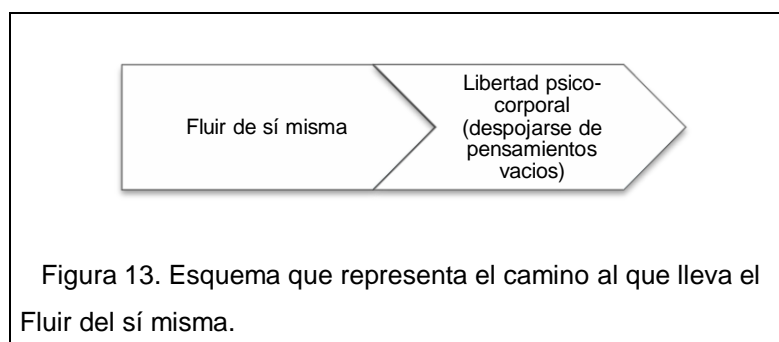 Fluir de sí misma
Libertad psico-
corporal
(despojarse de
pensamientos
vacios)
Figura 13. Esquema que representa el camino al que lleva el
Fluir del sí misma.